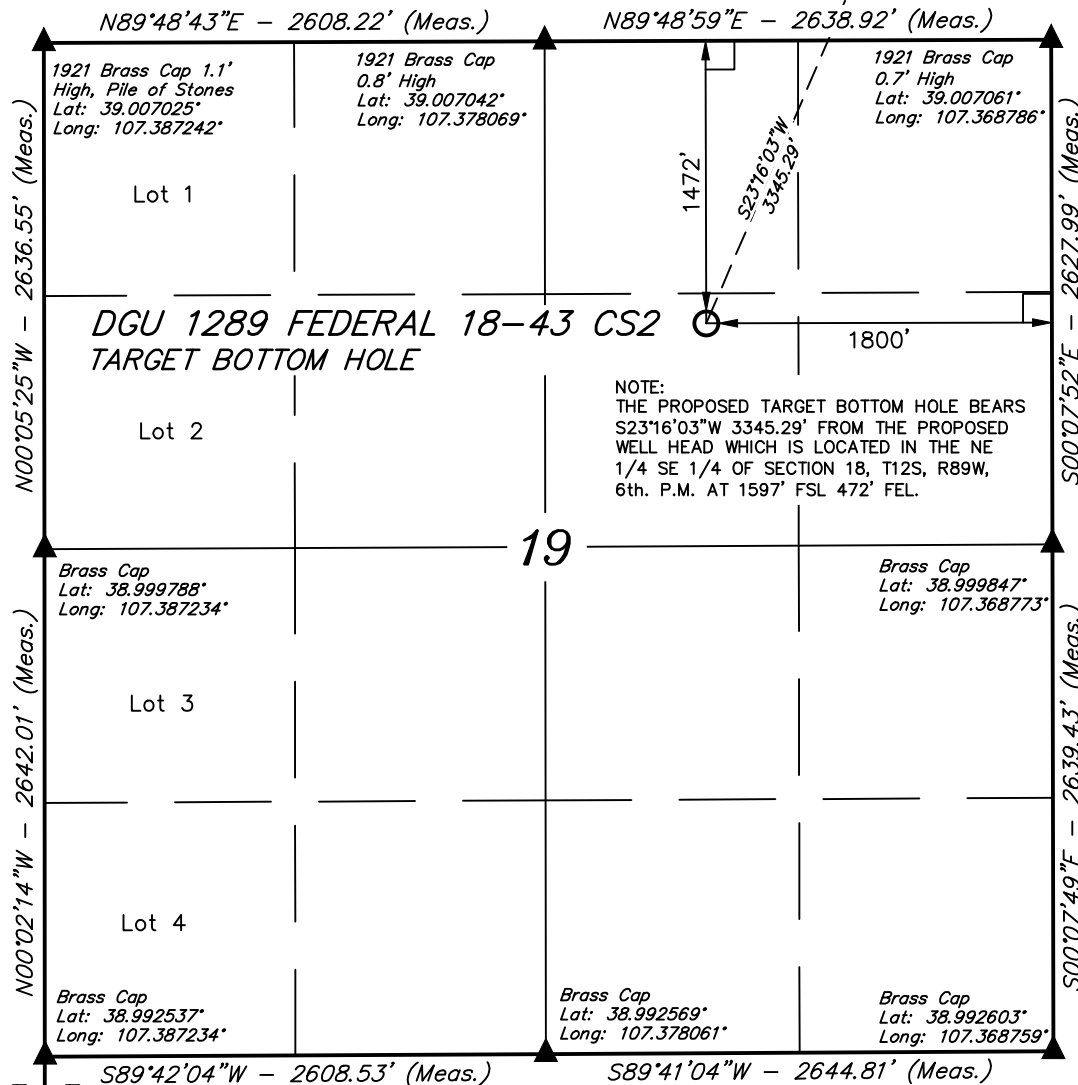 N89°48'43"E - 2608.22' (Meas.)
N89°48'59"E - 2638.92' (Meas.)
1921 Brass Cap 1.1'
High, Pile of Stones
Lat: 39.007025°
Long: 107.387242°
1921 Brass Cap
0.8' High
Lat: 39.007042°
Long: 107.378069°
1921 Brass Cap
0.7' High
Lat: 39.007061°
Long: 107.368786°
N00°05'25"W - 2636.55' (Meas.)
S00°07'52"E - 2627.99' (Meas.)
Lot 1
1472'
S23°16'03"W
3345.29'
DGU 1289 FEDERAL 18-43 CS2
TARGET BOTTOM HOLE
1800'
Lot 2
NOTE:
THE PROPOSED TARGET BOTTOM HOLE BEARS
S23°16'03"W 3345.29' FROM THE PROPOSED
WELL HEAD WHICH IS LOCATED IN THE NE
1/4 SE 1/4 OF SECTION 18, T12S, R89W,
6th. P.M. AT 1597' FSL 472' FEL.
19
Brass Cap
Lat: 38.999788°
Long: 107.387234°
Brass Cap
Lat: 38.999847°
Long: 107.368773°
N00°02'14"W - 2642.01' (Meas.)
S00°07'49"E - 2639.43' (Meas.)
Lot 3
Lot 4
Brass Cap
Lat: 38.992537°
Long: 107.387234°
Brass Cap
Lat: 38.992569°
Long: 107.378061°
Brass Cap
Lat: 38.992603°
Long: 107.368759°
S89°42'04"W - 2608.53' (Meas.)
S89°41'04"W - 2644.81' (Meas.)